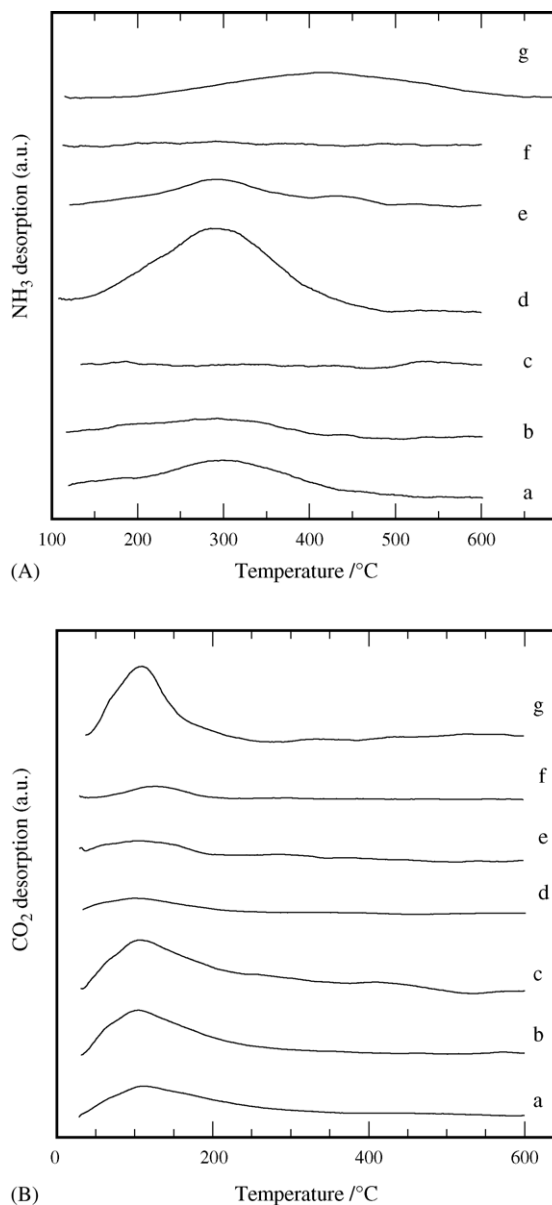 g
f
e
d
c
b
a
NH₃ desorption (a.u.)
100 200 300 400 500 600
(A) Temperature /°C
g
f
e
d
c
b
a
CO₂ desorption (a.u.)
0 200 400 600
(B) Temperature /°C